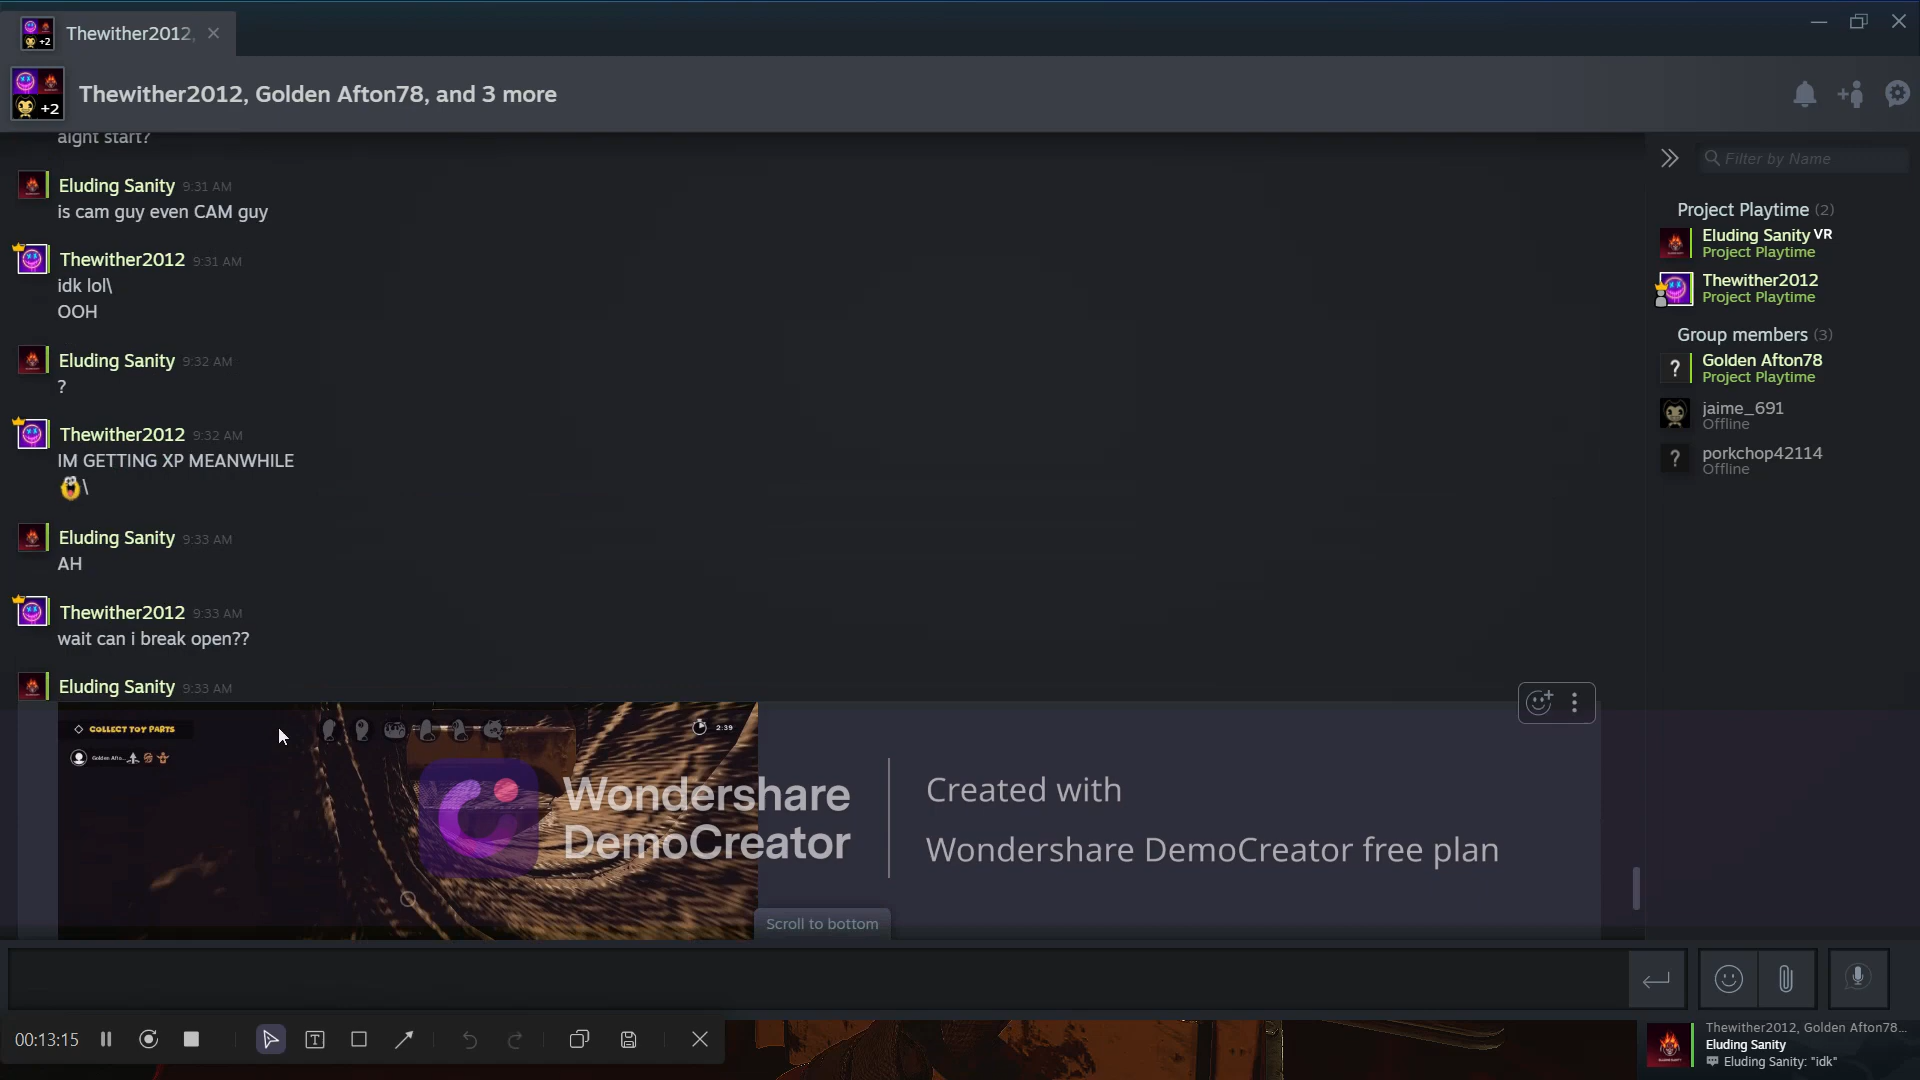 +2
Thewither2012,
+2
Thewither2012, Golden Afton78, and 3 more
aight start?
Eluding Sanity 9:31 AM
is cam guy even CAM guy
Thewither2012 9:31 AM
idk lol\
OOH
Eluding Sanity 9:32 AM
?
Thewither2012 9:32 AM
IM GETTING XP MEANWHILE
\
Eluding Sanity 9:33 AM
AH
Thewither2012 9:33 AM
wait can i break open??
Eluding Sanity 9:33 AM
COLLECT TOY PARTS
2:39
Golden Afto...
Wondershare
DemoCreator
Created with
Wondershare DemoCreator free plan
Scroll to bottom
Filter by Name
Project Playtime (2)
Eluding Sanity VR
Project Playtime
Thewither2012
Project Playtime
Group members (3)
? Golden Afton78
Project Playtime
jaime_691
Offline
? porkchop42114
Offline
00:13:15
T
Thewither2012, Golden Afton78...
Eluding Sanity
Eluding Sanity: "idk"